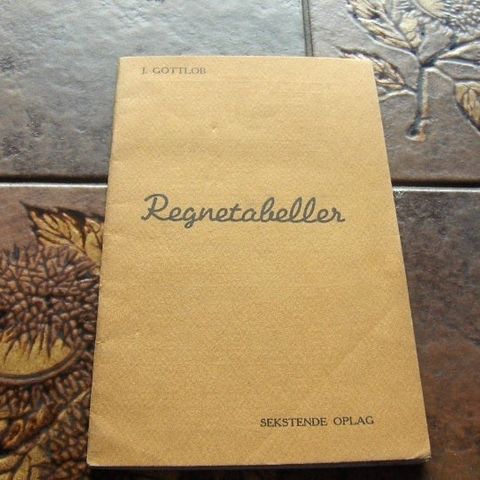 J. GOTTLOB
Regnetabeller
SEKSTENDE OPLAG